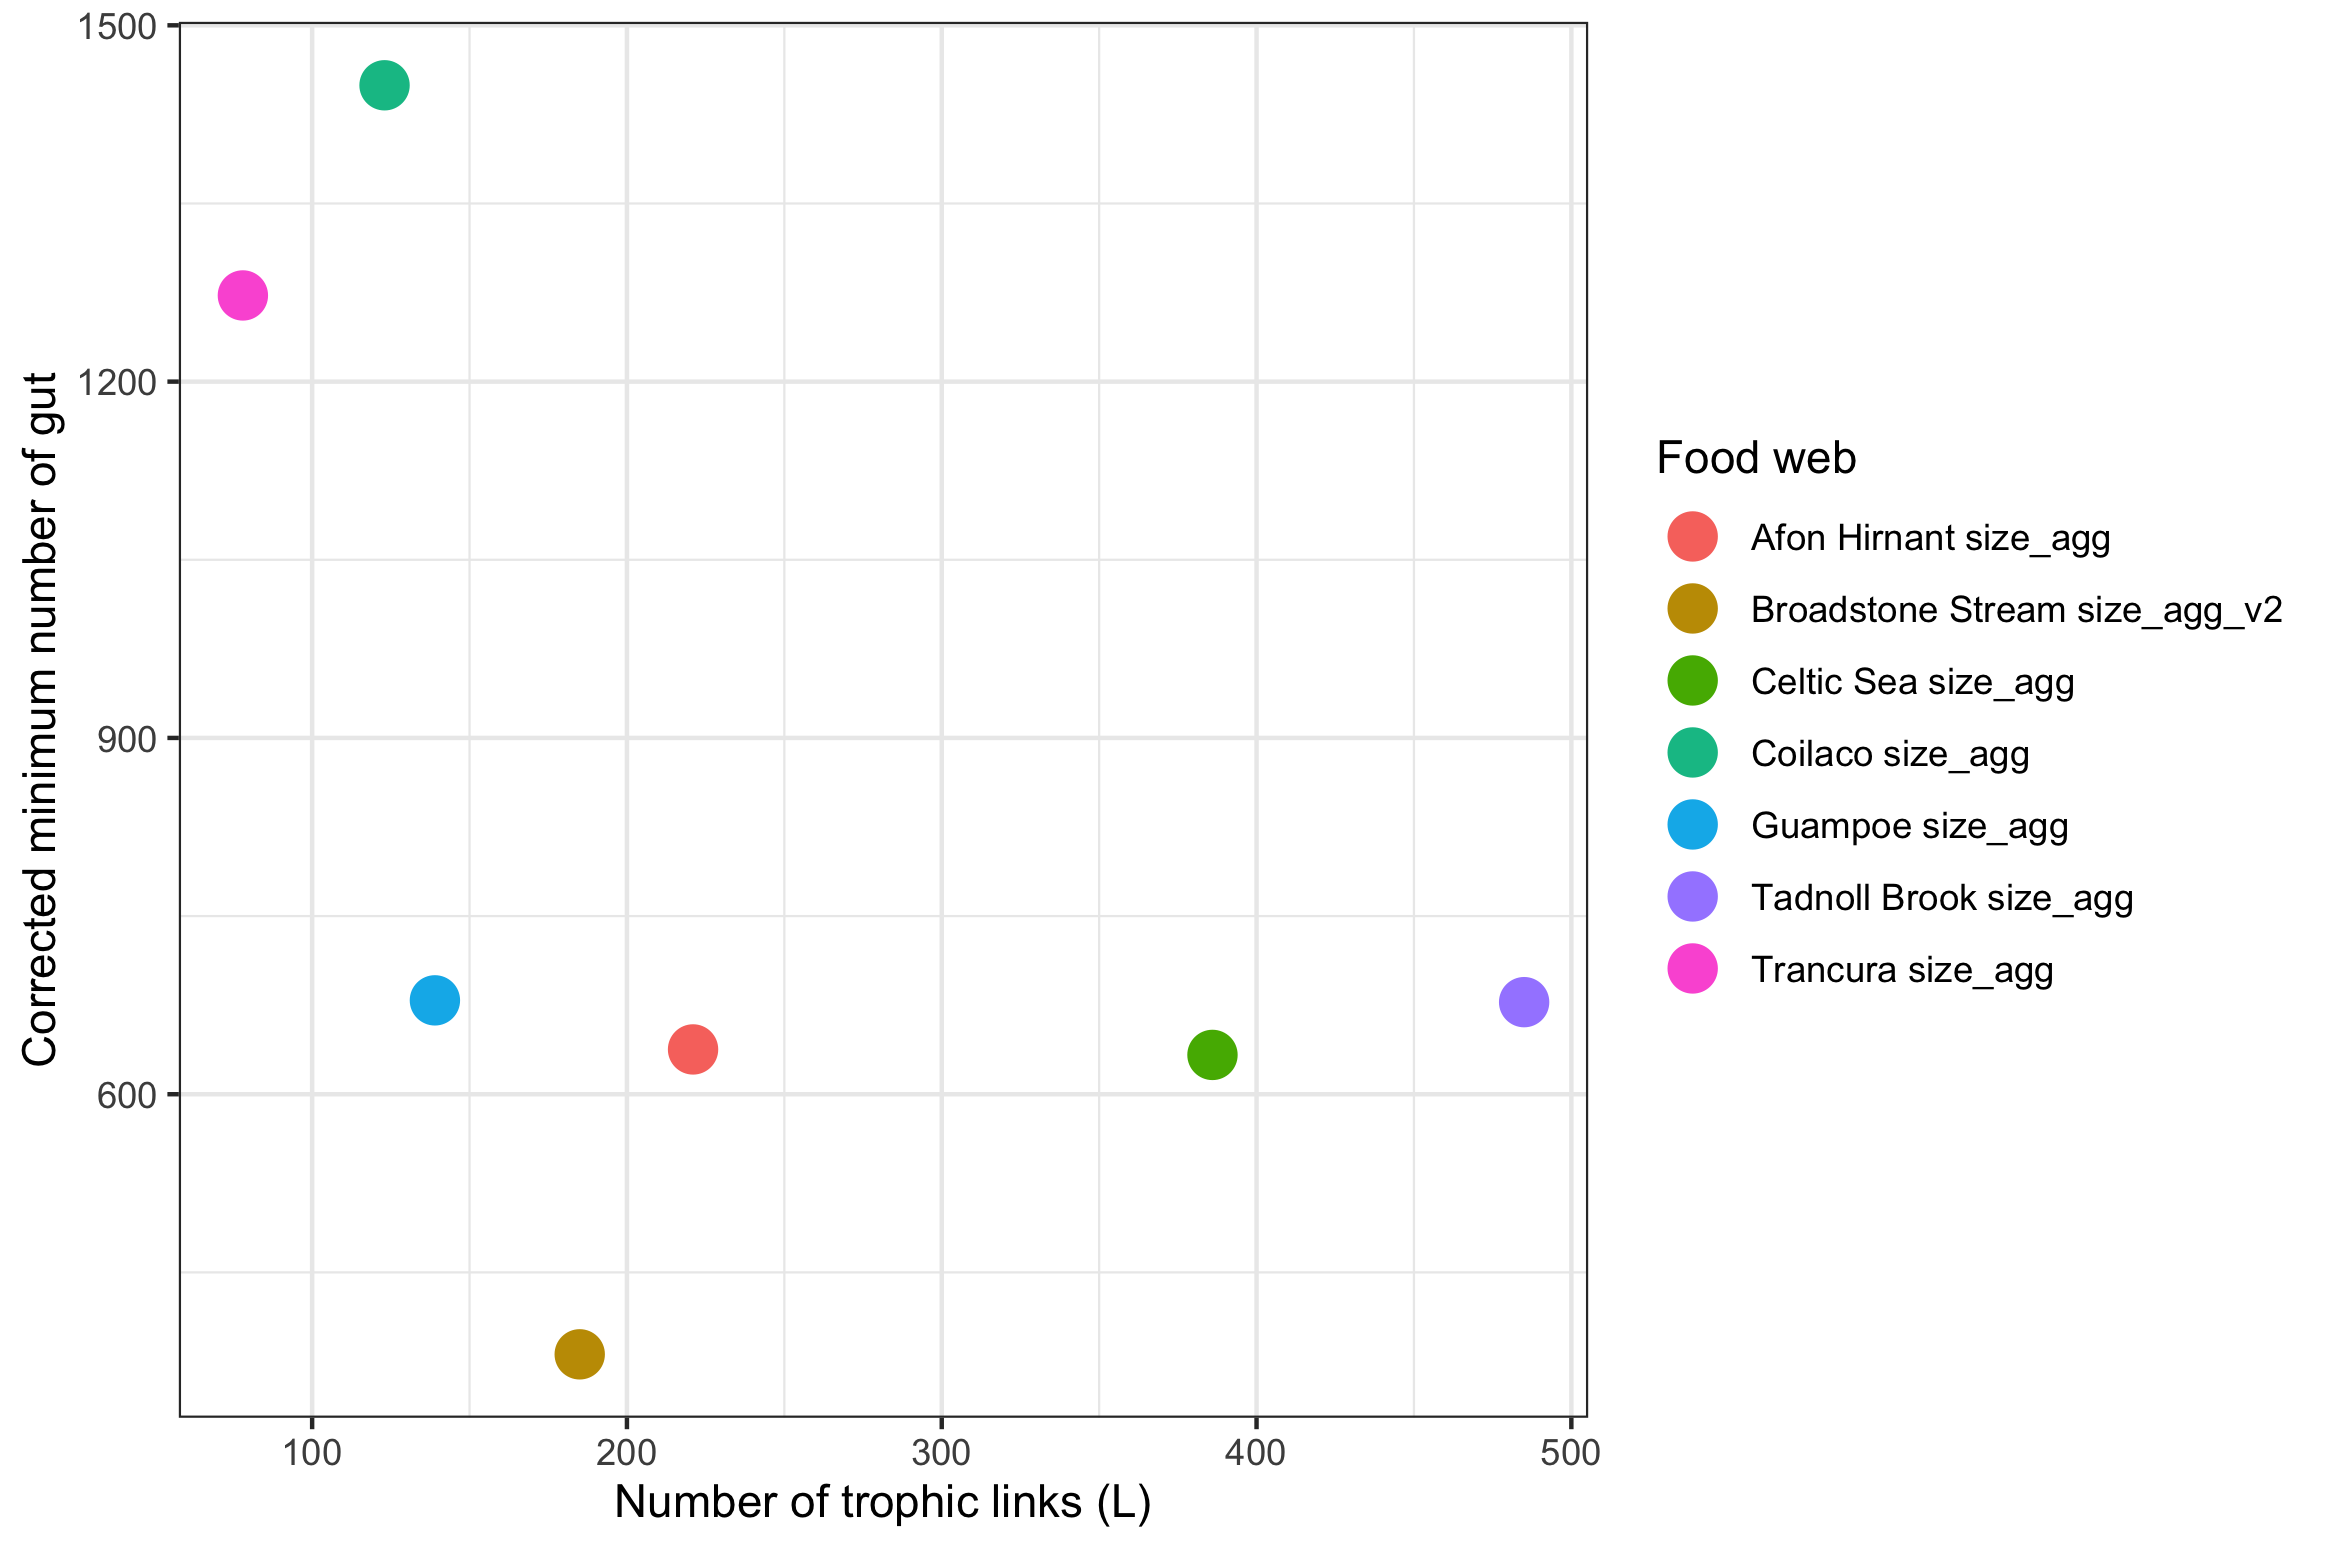 Corrected minimum number of gut
1500
1200
900
600
100 200 300 400 500
Number of trophic links (L)
Food web
Afon Hirnant size_agg
Broadstone Stream size_agg_v2
Celtic Sea size_agg
Coilaco size_agg
Guampoe size_agg
Tadnoll Brook size_agg
Trancura size_agg